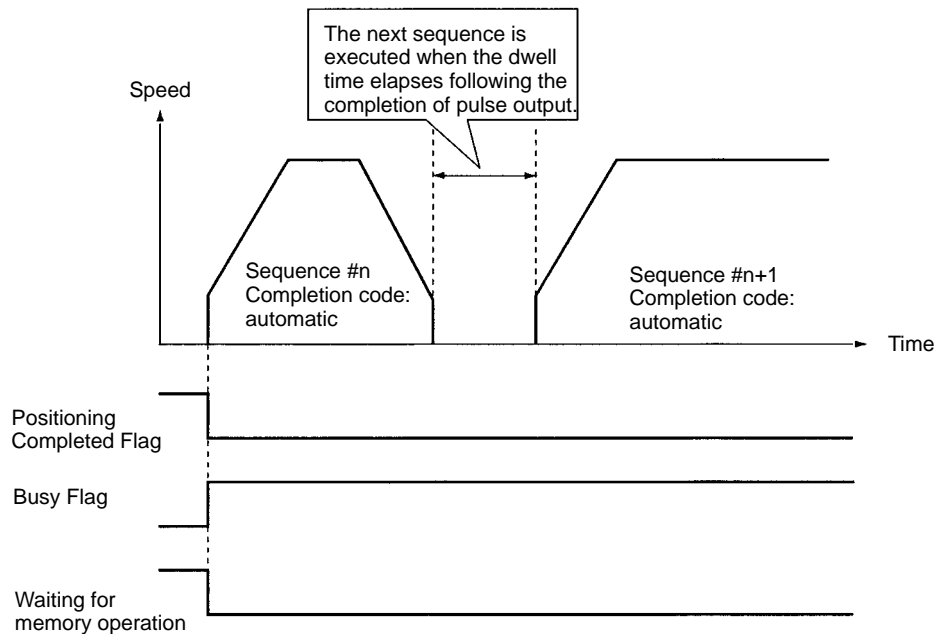 The next sequence is
executed when the dwell
time elapses following the
completion of pulse output.
Speed
Sequence #n
Completion code:
automatic
Sequence #n+1
Completion code:
automatic
Time
Positioning
Completed Flag
Busy Flag
Waiting for
memory operation